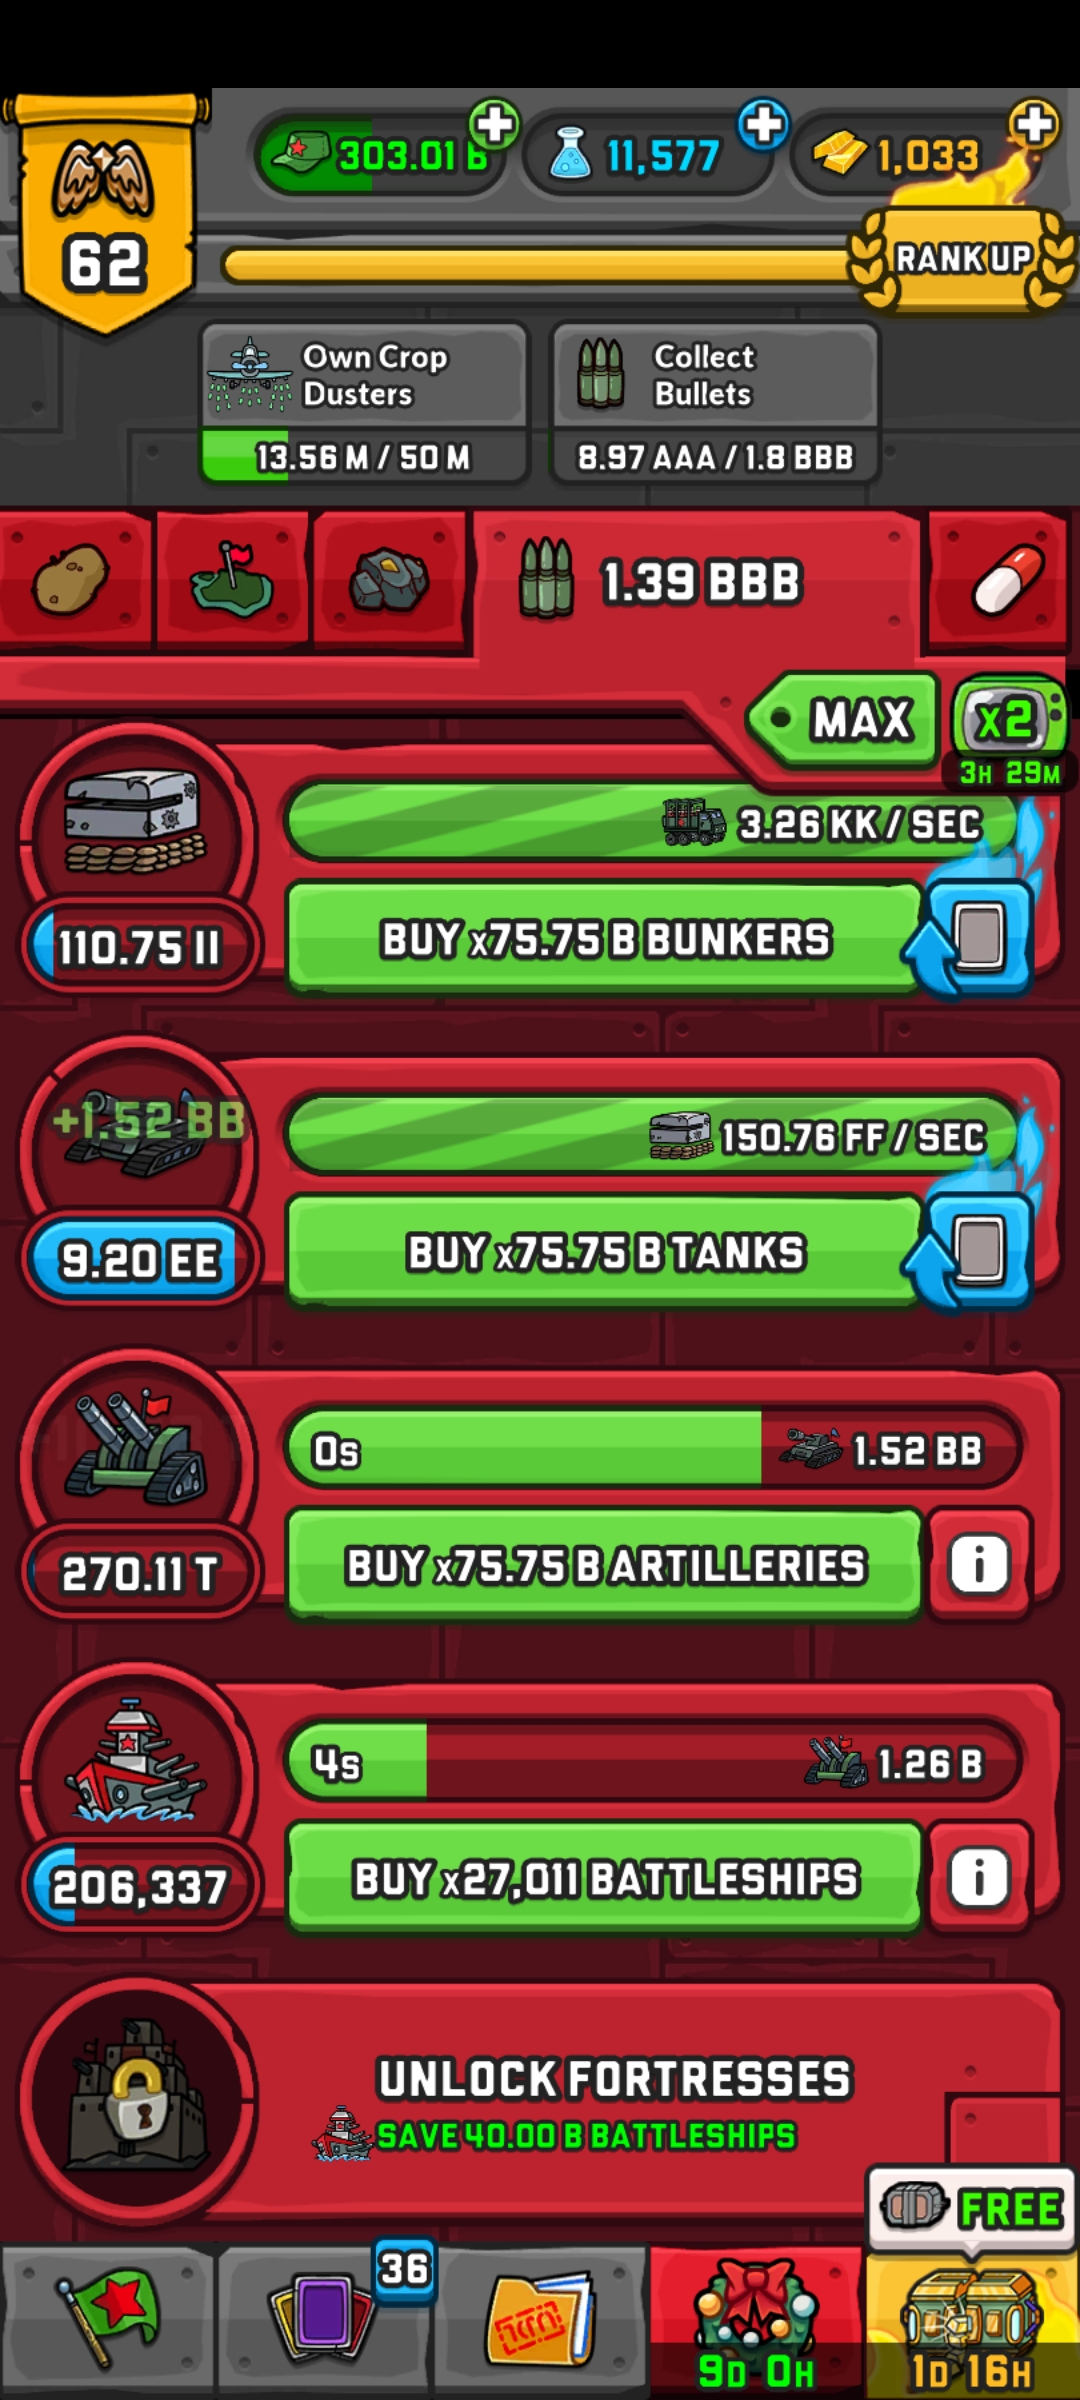 303.01 B
11,577
1,033
62
RANK UP
Own Crop
Dusters
13.56 M / 50 M
Collect
Bullets
8.97 AAA / 1.8 BBB
1.39 BBB
MAX
x2
3H 29M
3.26 KK / SEC
110.75 II
BUY x75.75 B BUNKERS
+1.52 BB
150.76 FF / SEC
9.20 EE
BUY x75.75 B TANKS
0s
1.52 BB
270.11 T
BUY x75.75 B ARTILLERIES
i
4s
1.26 B
206,337
BUY x27,011 BATTLESHIPS
i
UNLOCK FORTRESSES
SAVE 40.00 B BATTLESHIPS
FREE
36
9D 0H
1D 16H